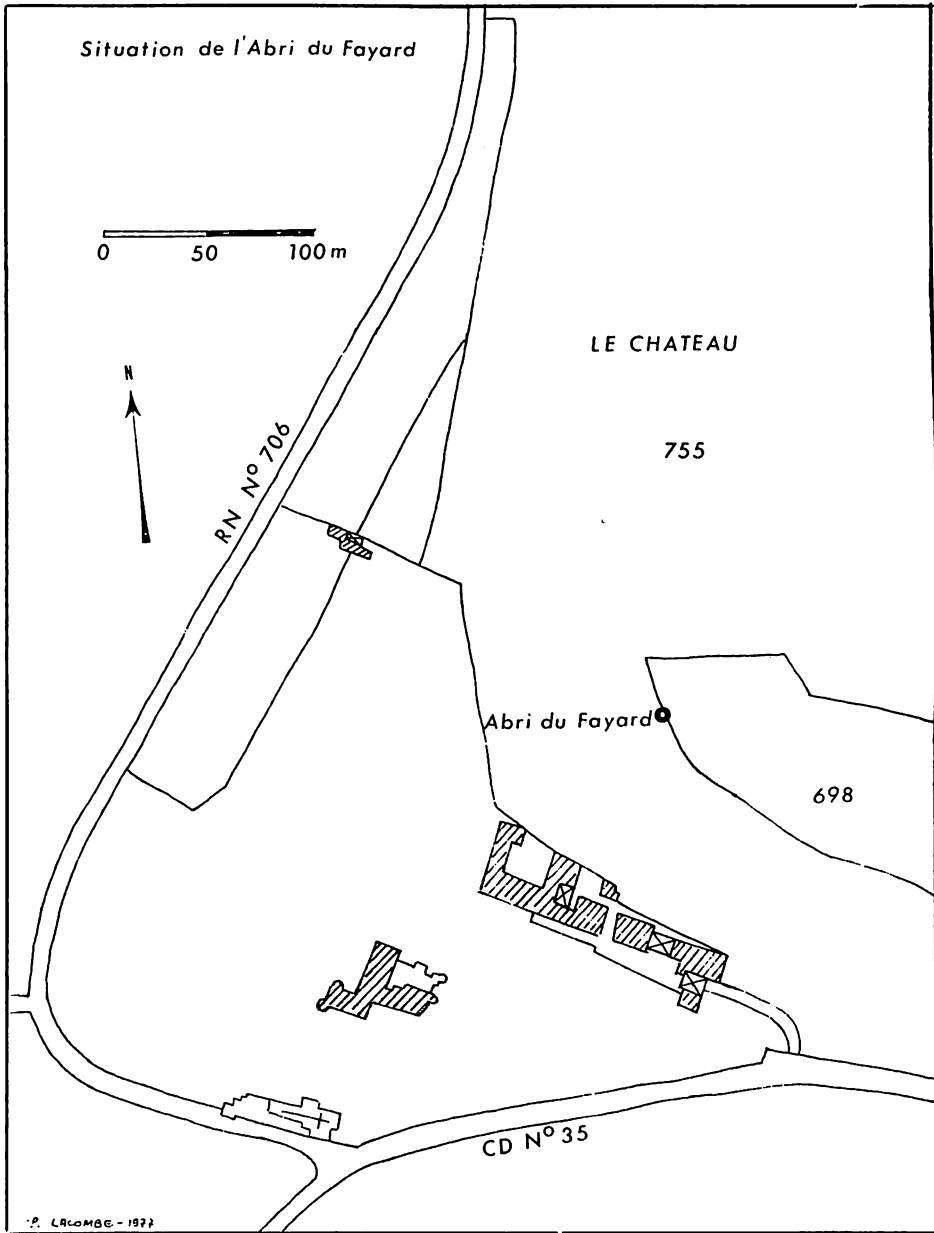 Situation de l'Abri du Fayard
0 50 100 m
LE CHATEAU
N
755
RN N° 706
Abri du Fayard
698
CD N° 35
P. LACOMBE - 1977